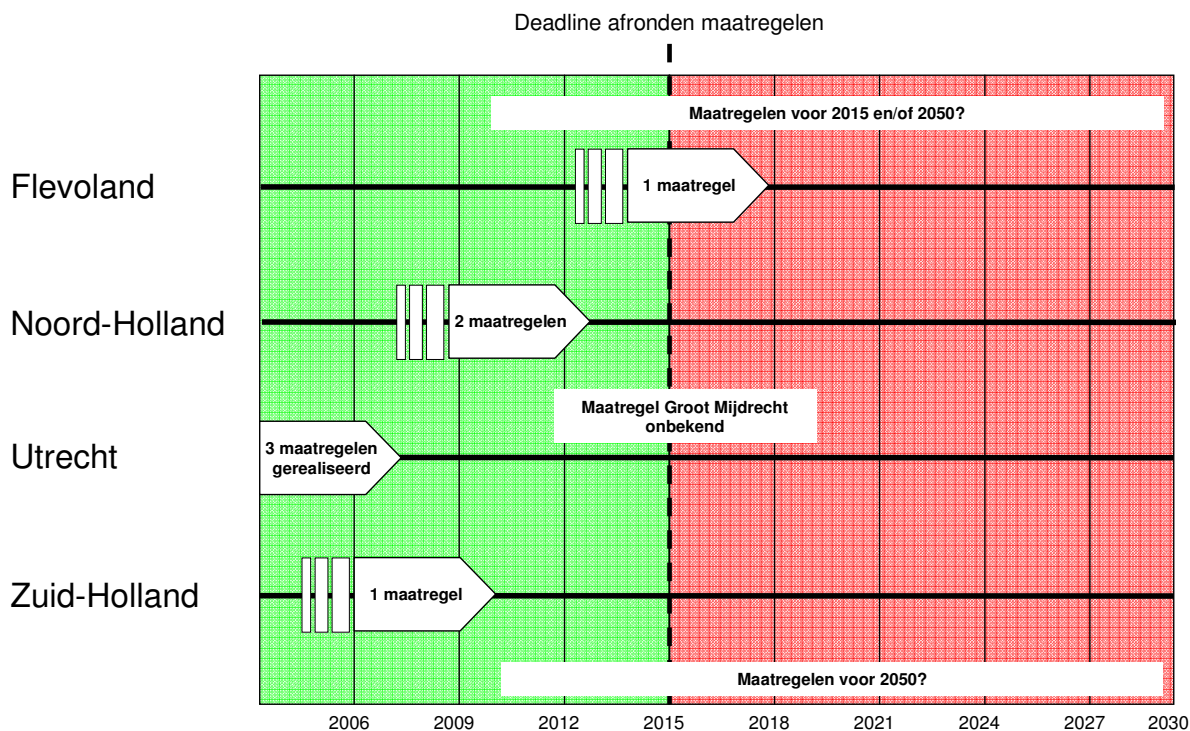 Deadline afronden maatregelen
Maatregelen voor 2015 en/of 2050?
Flevoland
1 maatregel
Noord-Holland
2 maatregelen
Maatregel Groot Mijdrecht
onbekend
Utrecht
3 maatregelen
gerealiseerd
Zuid-Holland
1 maatregel
Maatregelen voor 2050?
2006 2009 2012 2015 2018 2021 2024 2027 2030